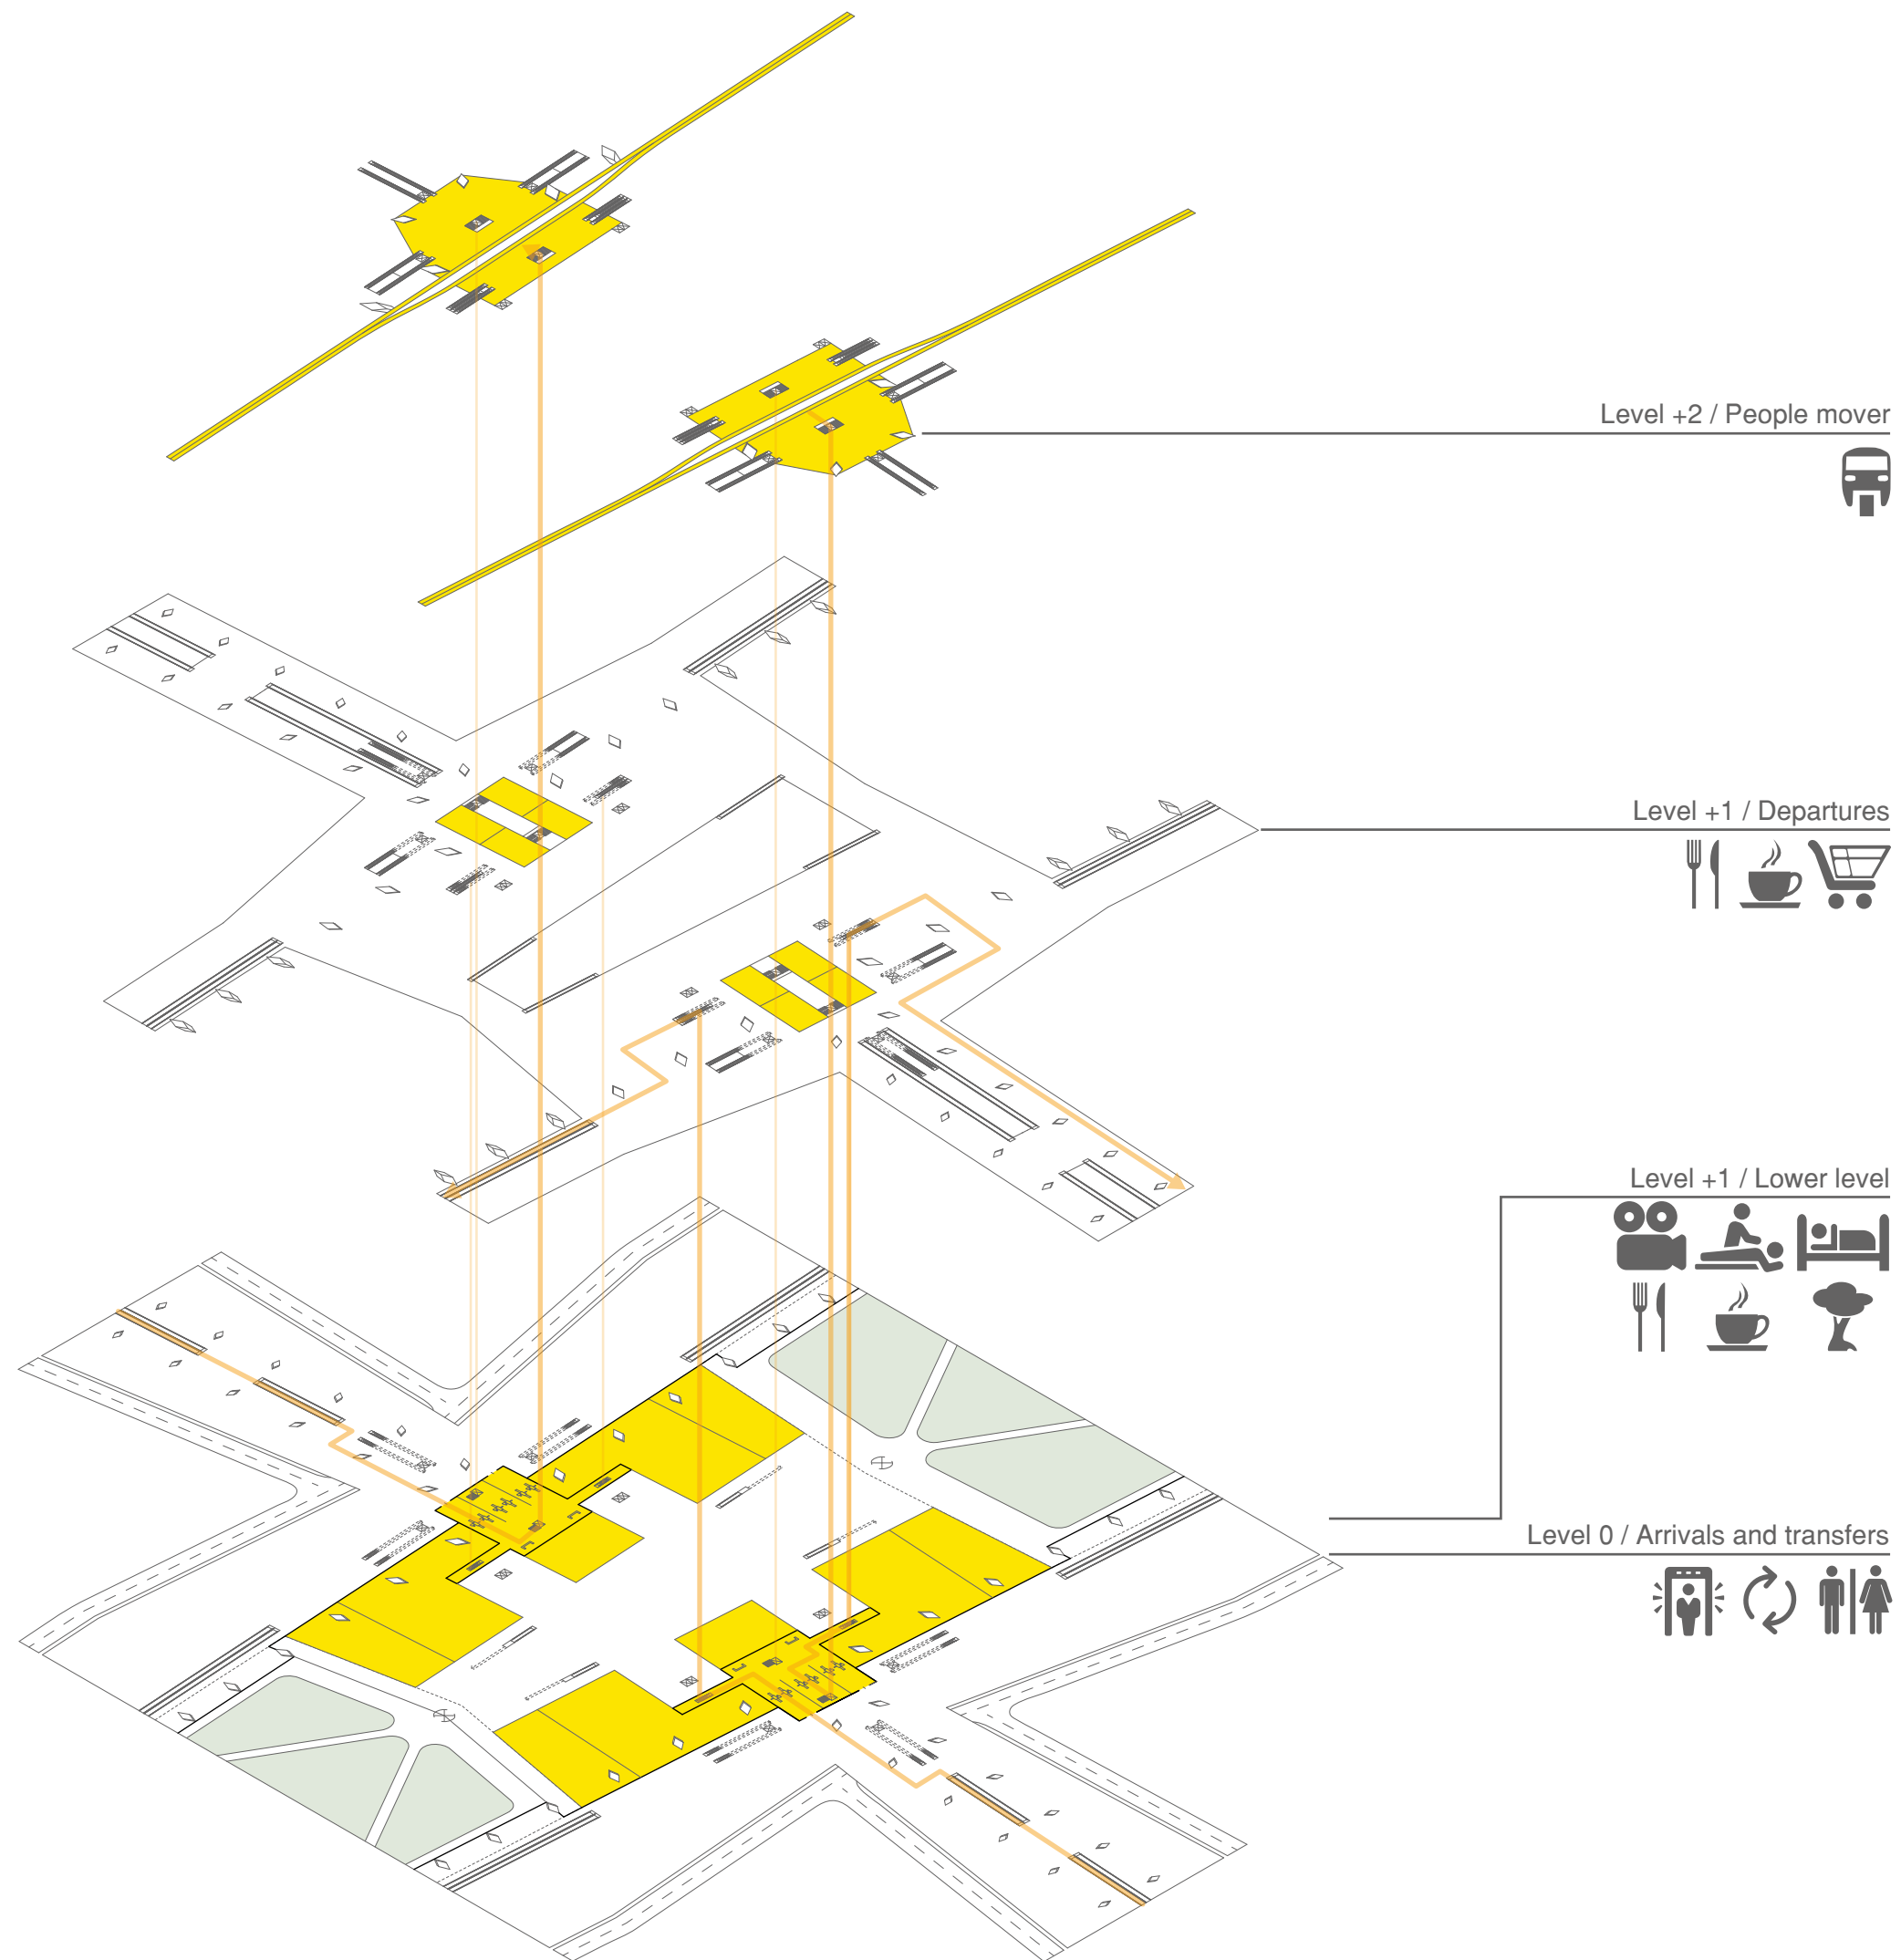 Level +2 / People mover
Level +1 / Departures
Level +1 / Lower level
Level 0 / Arrivals and transfers